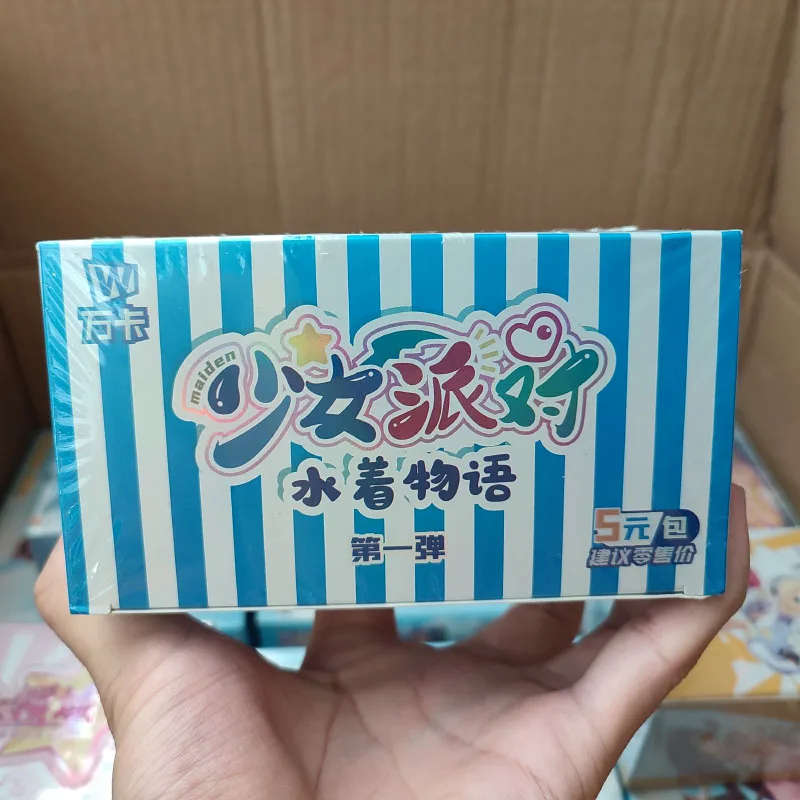 W
万卡
maiden
少女派对
水着物语
第一弹
5元/包
建议零售价